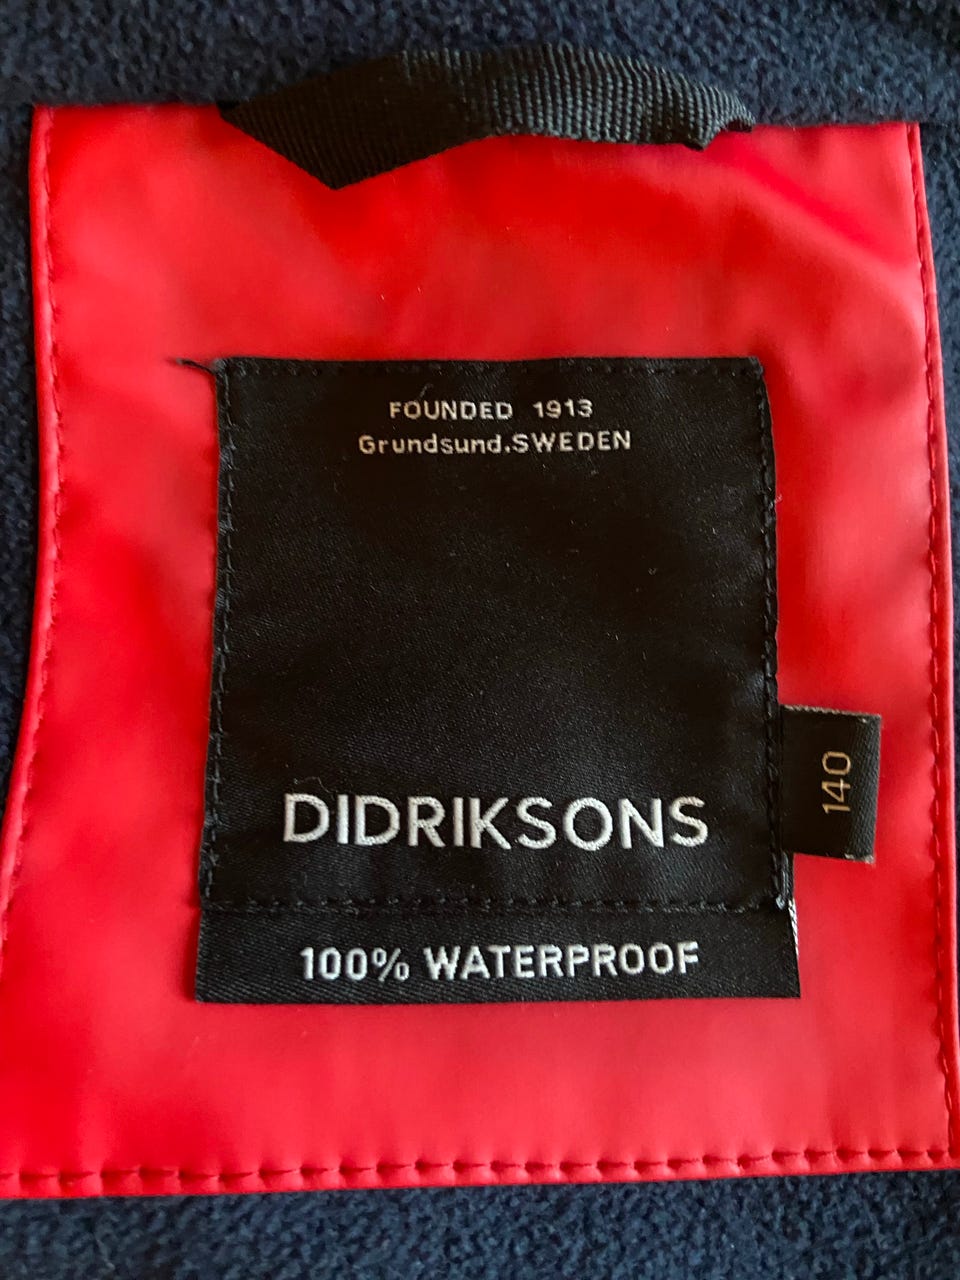 FOUNDED 1913
Grundsund.SWEDEN
DIDRIKSONS
140
100% WATERPROOF